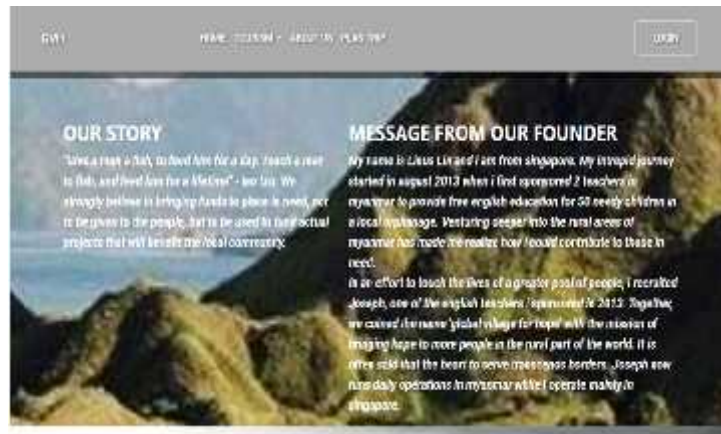 GVH
HOME TOURISM ABOUT US PLAN TRIP
LOGIN
OUR STORY
"Give a man a fish, to feed him for a day. Teach a man
to fish, and feed him for a lifetime" - lao tzu. We
strongly believe in bringing funds to place in need, not
to be given to the people, but to be used to fund actual
projects that will benefit the local community.
MESSAGE FROM OUR FOUNDER
My name is Linus Lin and i am from singapore. My intrepid journey
started in august 2013 when i first sponsored 2 teachers in
myanmar to provide free english education for 50 needy children in
a local orphanage. Venturing deeper into the rural areas of
myanmar has made me realize how i could contribute to those in
need.
In an effort to touch the lives of a greater pool of people, i recruited
Joseph, one of the english teachers i sponsored in 2013. Together,
we coined the name 'global village for hope' with the mission of
bringing hope to more people in the rural part of the world. It is
often said that the heart to serve transcends borders. Joseph now
runs daily operations in myanmar while i operate mainly in
singapore.